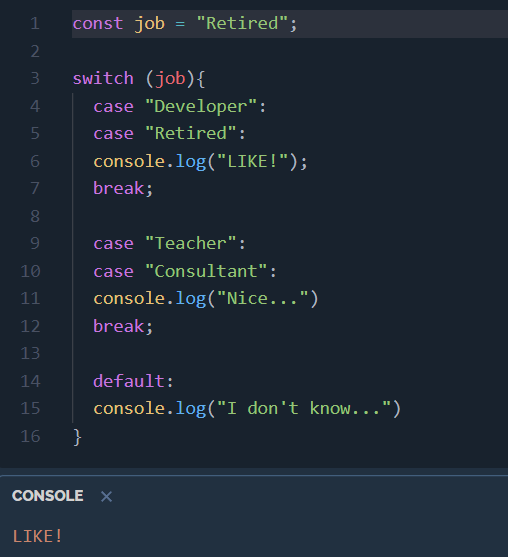 1 const job = "Retired";
2
3 switch (job){
4 case "Developer":
5 case "Retired":
6 console.log("LIKE!");
7 break;
8
9 case "Teacher":
10 case "Consultant":
11 console.log("Nice...")
12 break;
13
14 default:
15 console.log("I don't know...")
16 }
CONSOLE ×
LIKE!